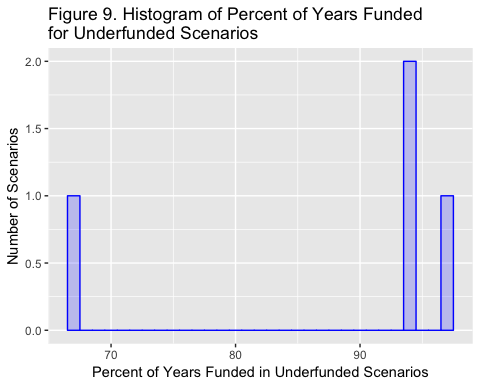 Figure 9. Histogram of Percent of Years Funded
for Underfunded Scenarios
Number of Scenarios
2.0
1.5
1.0
0.5
0.0
70 80 90
Percent of Years Funded in Underfunded Scenarios